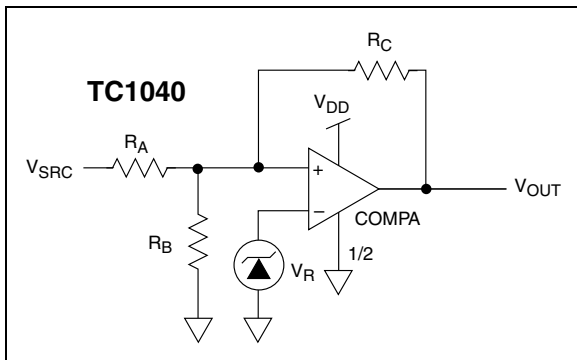 R_C
TC1040
V_DD
R_A
V_SRC
+
V_OUT
−
COMPA
R_B
V_R
1/2